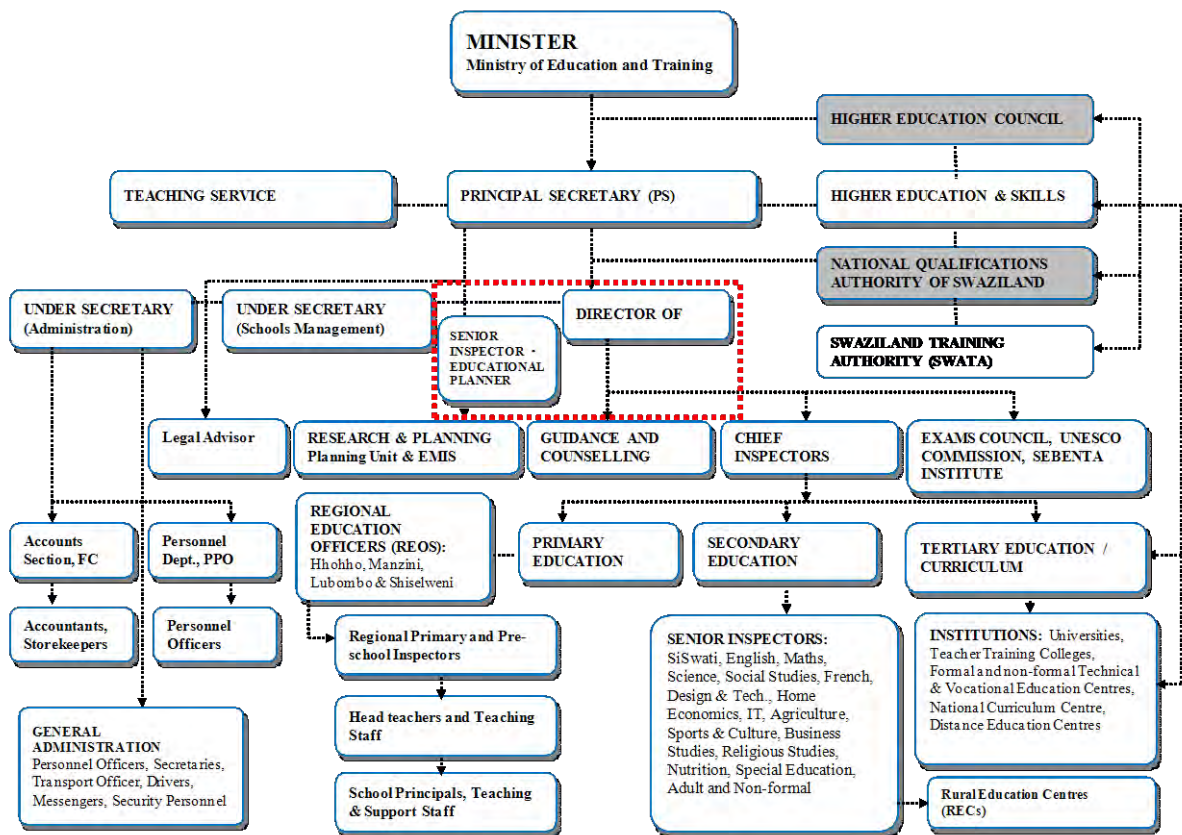 MINISTER
Ministry of Education and Training
HIGHER EDUCATION COUNCIL
TEACHING SERVICE
PRINCIPAL SECRETARY (PS)
HIGHER EDUCATION & SKILLS
NATIONAL QUALIFICATIONS
AUTHORITY OF SWAZILAND
UNDER SECRETARY
(Administration)
UNDER SECRETARY
(Schools Management)
DIRECTOR OF
SENIOR
INSPECTOR -
EDUCATIONAL
PLANNER
SWAZILAND TRAINING
AUTHORITY (SWATA)
Legal Advisor
RESEARCH & PLANNING
Planning Unit & EMIS
GUIDANCE AND
COUNSELLING
CHIEF
INSPECTORS
EXAMS COUNCIL, UNESCO
COMMISSION, SEBENTA
INSTITUTE
Accounts
Section, FC
Personnel
Dept., PPO
REGIONAL
EDUCATION
OFFICERS (REOS):
Hhohho, Manzini,
Lubombo & Shiselweni
PRIMARY
EDUCATION
SECONDARY
EDUCATION
TERTIARY EDUCATION /
CURRICULUM
Accountants,
Storekeepers
Personnel
Officers
Regional Primary and Pre-
school Inspectors
SENIOR INSPECTORS:
SiSwati, English, Maths,
Science, Social Studies, French,
Design & Tech., Home
Economics, IT, Agriculture,
Sports & Culture, Business
Studies, Religious Studies,
Nutrition, Special Education,
Adult and Non-formal
INSTITUTIONS: Universities,
Teacher Training Colleges,
Formal and non-formal Technical
& Vocational Education Centres,
National Curriculum Centre,
Distance Education Centres
GENERAL
ADMINISTRATION
Personnel Officers, Secretaries,
Transport Officer, Drivers,
Messengers, Security Personnel
Head teachers and Teaching
Staff
School Principals, Teaching
& Support Staff
Rural Education Centres
(RECs)